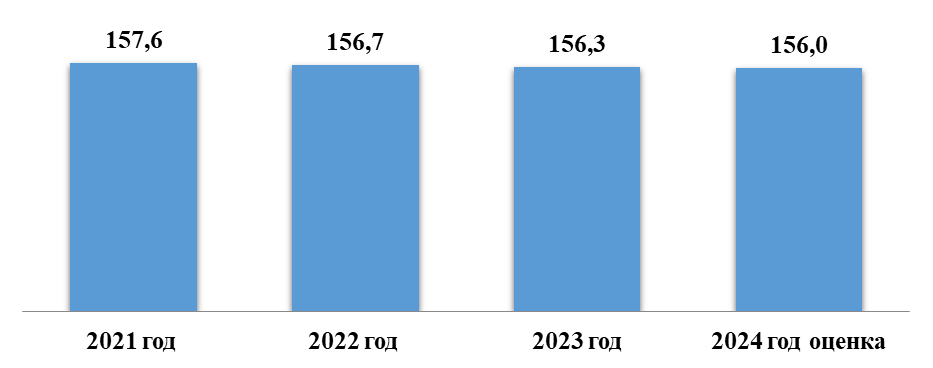 157,6
156,7
156,3
156,0
2021 год
2022 год
2023 год
2024 год оценка